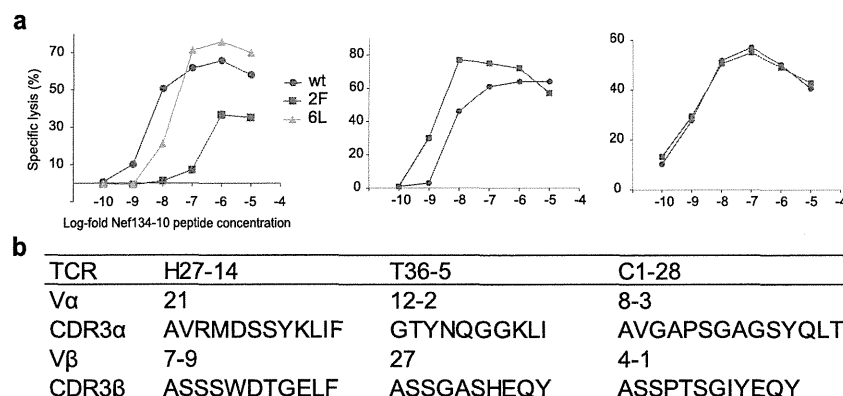 a
Specific lysis (%)
70
50
30
10
-10 -9 -8 -7 -6 -5 -4
wt
2F
6L
80
60
40
20
0
-10 -9 -8 -7 -6 -5 -4
60
40
20
0
-10 -9 -8 -7 -6 -5 -4
Log-fold Nef134-10 peptide concentration
b
TCR H27-14 T36-5 C1-28
Vα 21 12-2 8-3
CDR3α AVRMDSSYKLIF GTYNQGGKLI AVGAPSGAGSYQLT
Vβ 7-9 27 4-1
CDR3β ASSSWDTGELF ASSGASHEQY ASSPTSGIYEQY